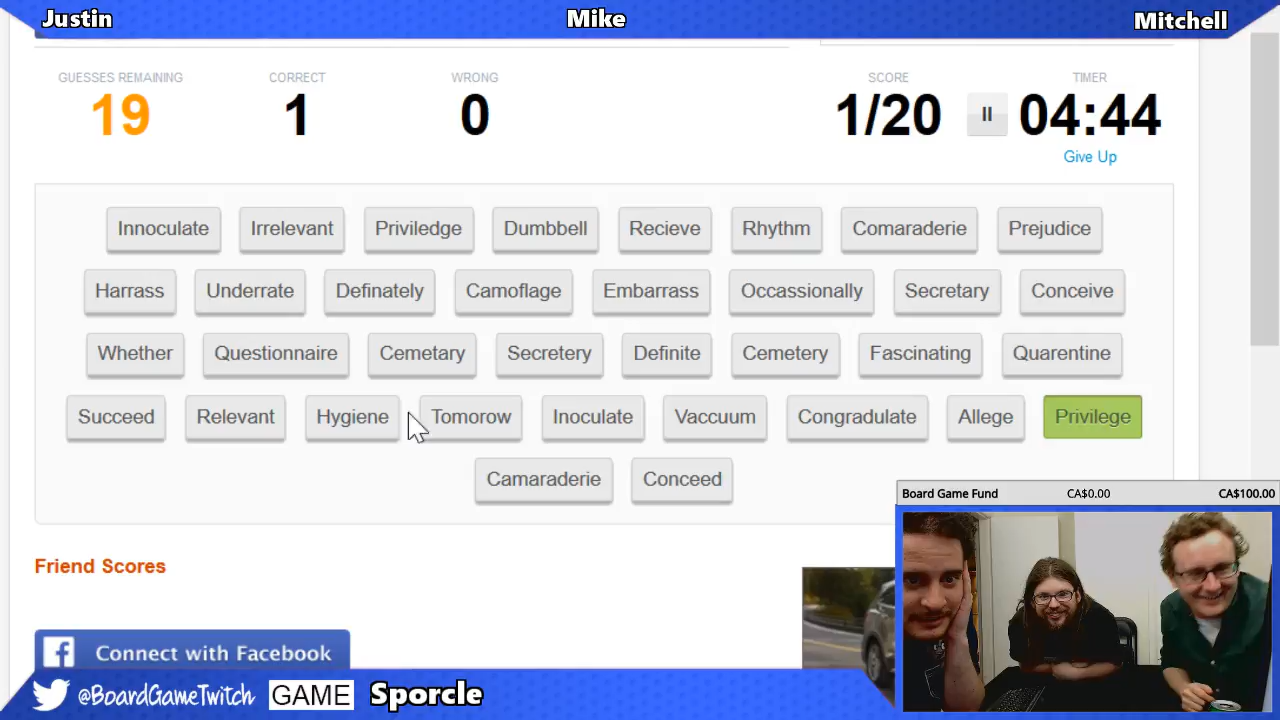 Justin Mike Mitchell
GUESSES REMAINING CORRECT WRONG SCORE TIMER
19 1 0 1/20 04:44
Give Up
Innoculate Irrelevant Priviledge Dumbbell Recieve Rhythm Comaraderie Prejudice
Harrass Underrate Definately Camoflage Embarrass Occassionally Secretary Conceive
Whether Questionnaire Cemetary Secretery Definite Cemetery Fascinating Quarentine
Succeed Relevant Hygiene Tomorow Inoculate Vaccuum Congradulate Allege Privilege
Camaraderie Conceed
Board Game Fund CA$0.00 CA$100.00
Friend Scores
Connect with Facebook
@BoardGameTwitch GAME Sporcle